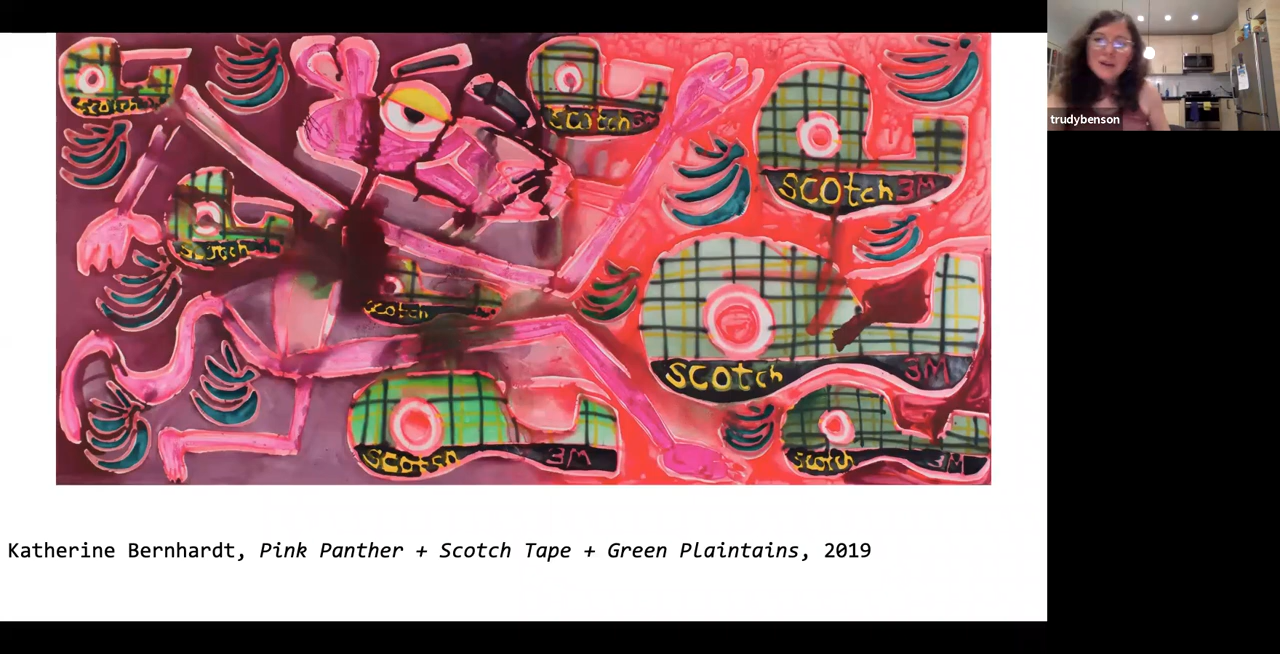 scotch
scotch 3M
scotch 3M
scotch
scotch
scotch 3M
scotch 3M
scotch 3M
trudybenson
Katherine Bernhardt, Pink Panther + Scotch Tape + Green Plaintains, 2019